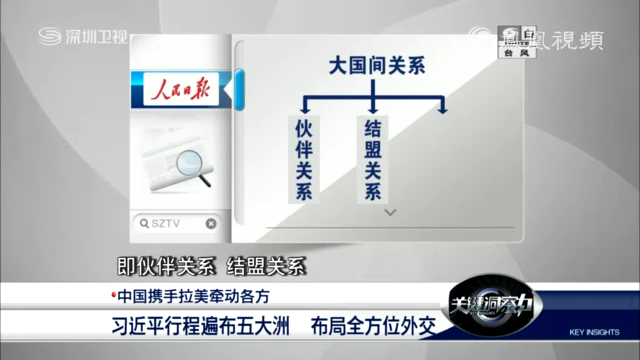 深圳卫视
凰視頻
白
台风
大国间关系
人民日报
伙伴关系
结盟关系
SZTV
即伙伴关系 结盟关系
中国携手拉美牵动各方
习近平行程遍布五大洲 布局全方位外交
关键洞察力
KEY INSIGHTS